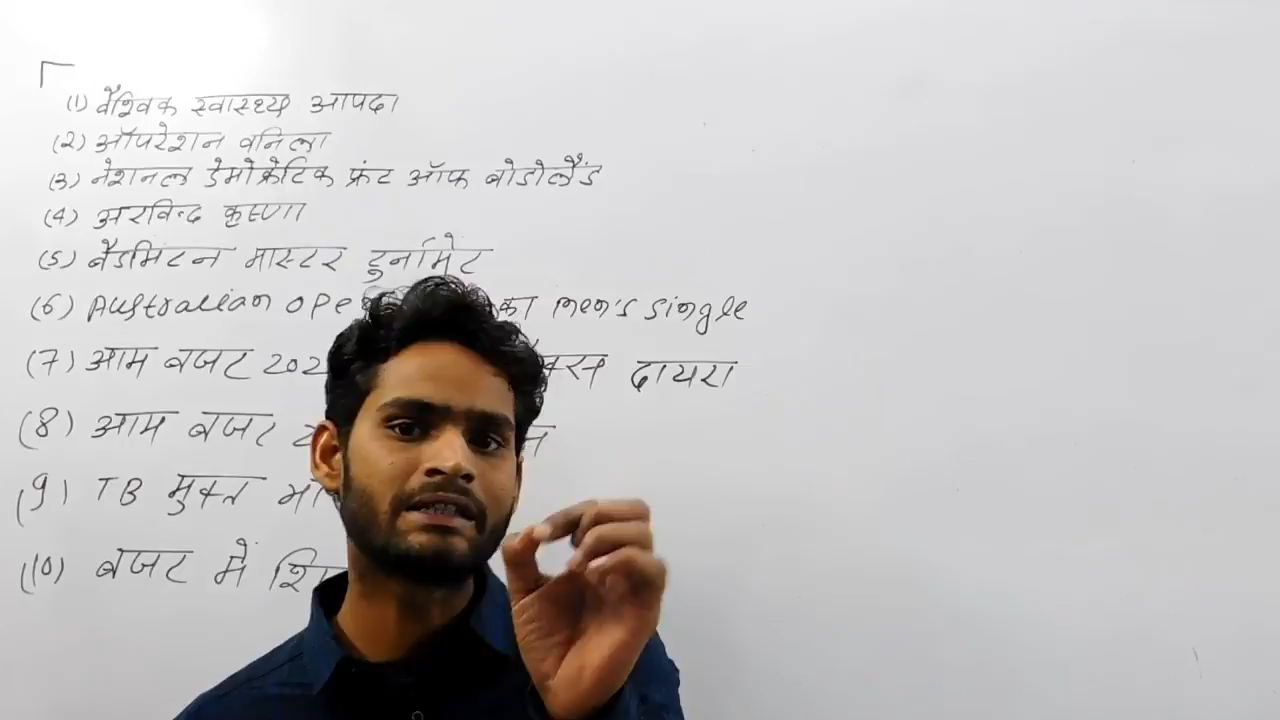 (1) वैश्विक स्वास्थ्य आपदा
(2) ऑपरेशन वनिला
(3) नेशनल डेमोक्रेटिक फ्रंट ऑफ बोडोलैंड
(4) अरविन्द कृष्णा
(5) बैडमिंटन मास्टर टुर्नामेंट
(6) Australian ope का men's single
(7) आम बजट 202 दायरा
(8) आम बजट
(9) TB मुक्त
(10) बजट में